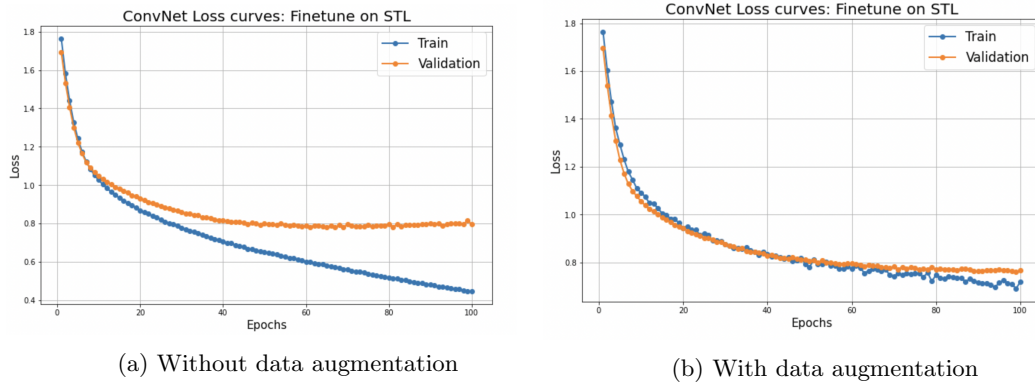 ConvNet Loss curves: Finetune on STL
1.8
1.6
1.4
1.2
1.0
0.8
0.6
0.4
Loss
Train
Validation
0
20
40
60
80
100
Epochs
(a) Without data augmentation
ConvNet Loss curves: Finetune on STL
1.8
1.6
1.4
1.2
1.0
0.8
Loss
Train
Validation
0
20
40
60
80
100
Epochs
(b) With data augmentation